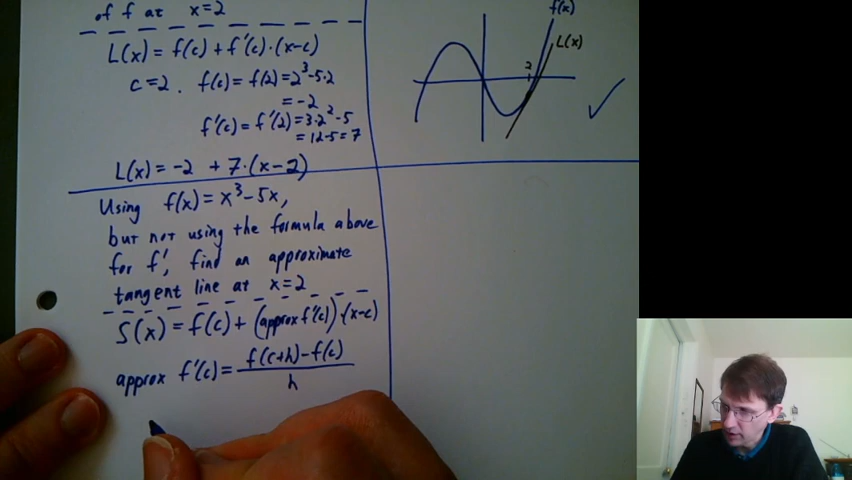 of f at x=2
L(x) = f(c) + f'(c)·(x-c)
c=2. f(c) = f(2) = 2³-5·2
= -2
f'(c) = f'(2) = 3·2²-5
= 12-5 = 7
L(x) = -2 + 7·(x-2)
f(x)
L(x)
2
Using f(x) = x³-5x,
but not using the formula above
for f', find an approximate
tangent line at x=2
S(x) = f(c) + (approx f'(c))·(x-c)
approx f'(c) = f(c+h)-f(c)
h